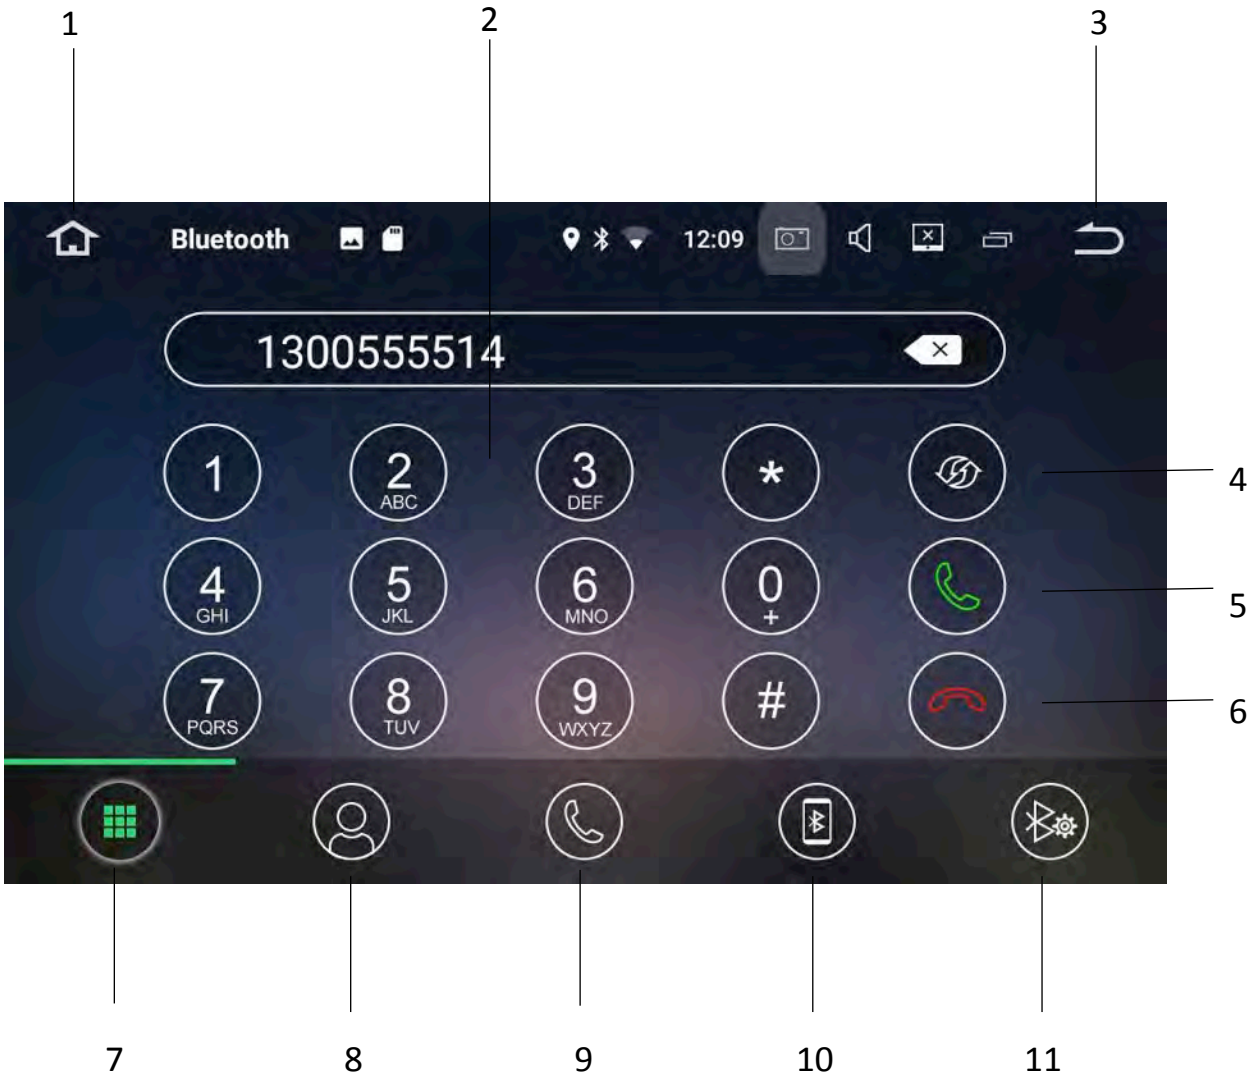 1 2 3
Bluetooth 12:09
1300555514
1 2 3 *
ABC DEF
4
4 5 6 0
GHI JKL MNO +
5
7 8 9 #
PQRS TUV WXYZ
6
7 8 9 10 11